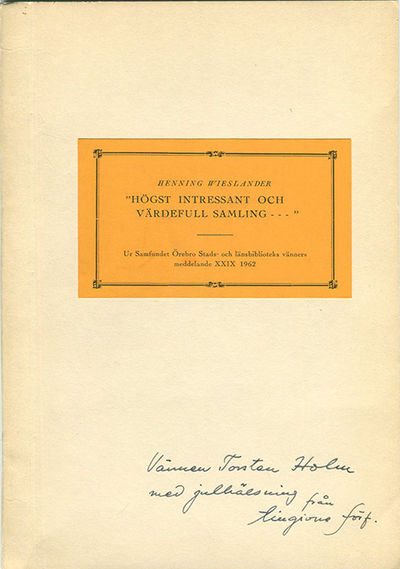 HENNING WIESLANDER
"HÖGST INTRESSANT OCH
VÄRDEFULL SAMLING - - - "
Ur Samfundet Örebro Stads- och länsbiblioteks vänners
meddelande XXIX 1962
Vännen Torsten Holm
med julhälsning
från
förf.